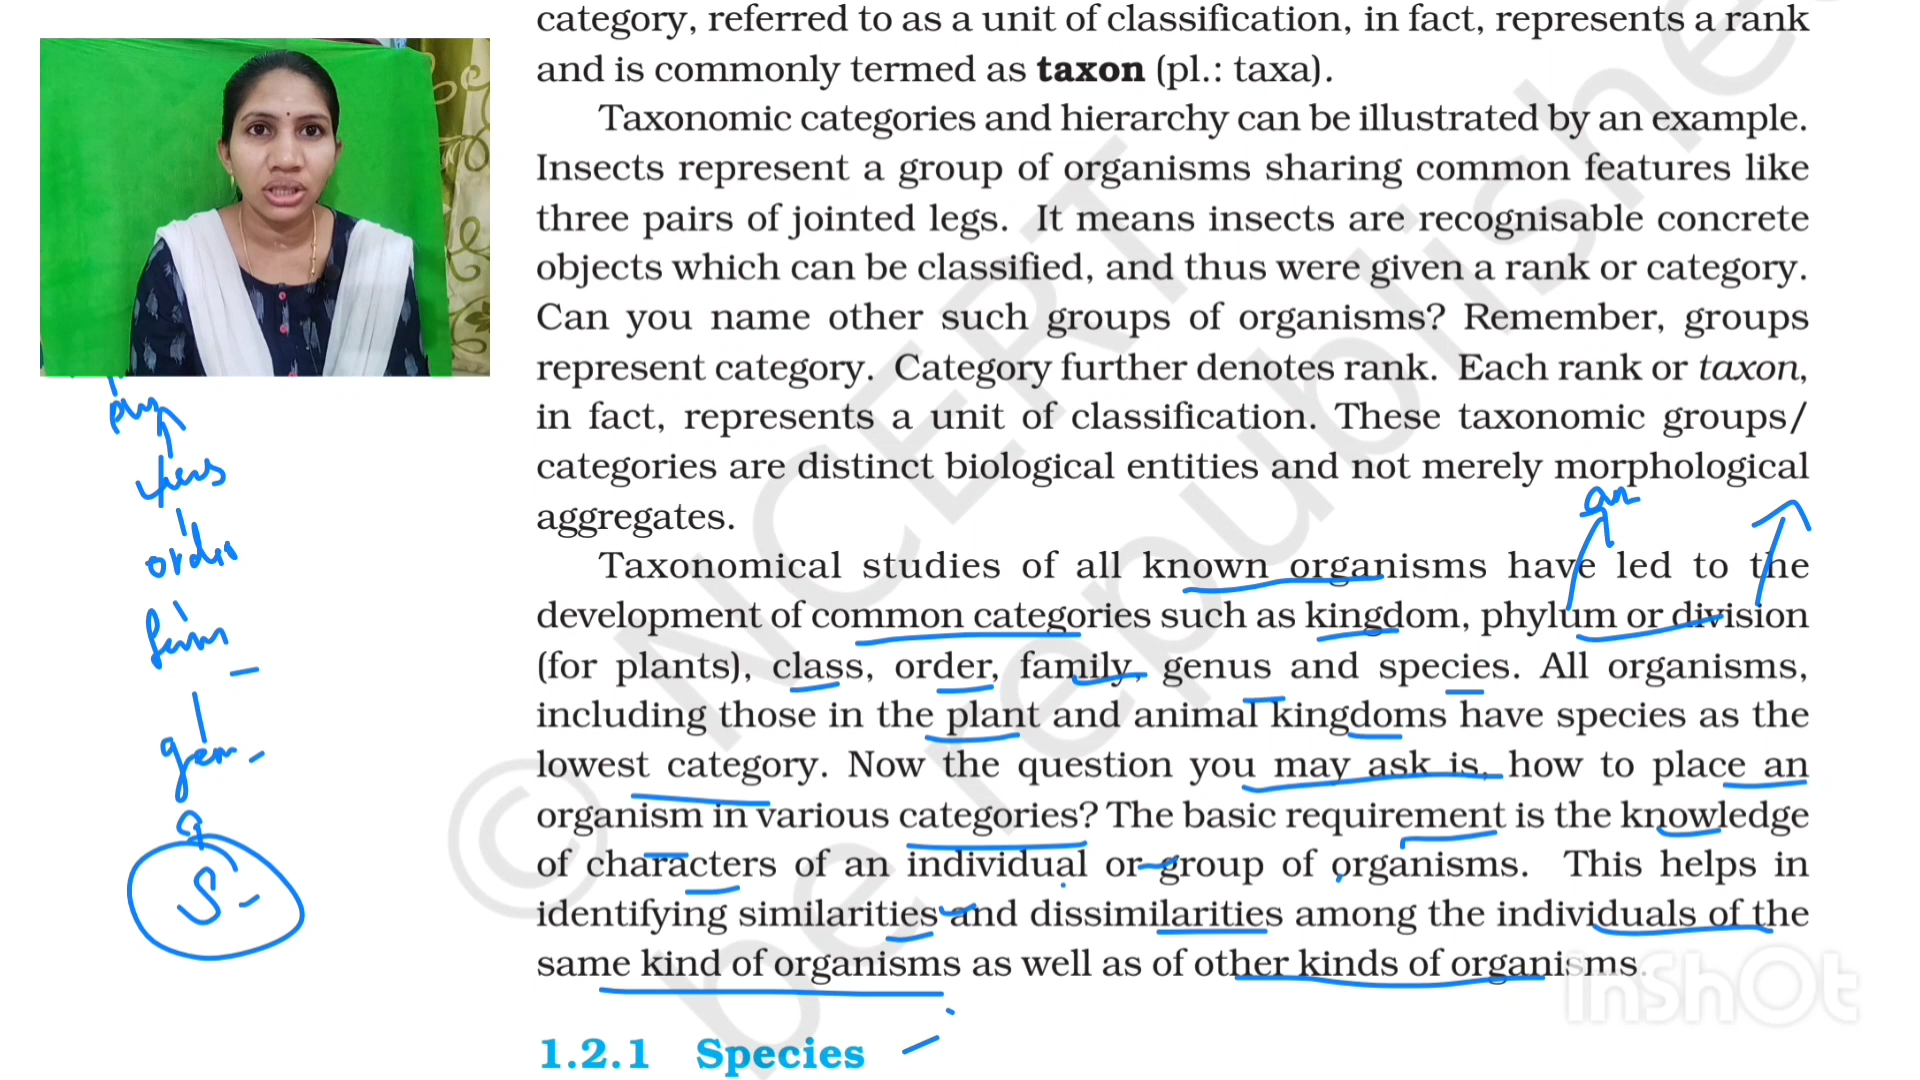 category, referred to as a unit of classification, in fact, represents a rank
and is commonly termed as taxon (pl.: taxa).
Taxonomic categories and hierarchy can be illustrated by an example.
Insects represent a group of organisms sharing common features like
three pairs of jointed legs. It means insects are recognisable concrete
objects which can be classified, and thus were given a rank or category.
Can you name other such groups of organisms? Remember, groups
represent category. Category further denotes rank. Each rank or taxon,
in fact, represents a unit of classification. These taxonomic groups/
categories are distinct biological entities and not merely morphological
aggregates.
Taxonomical studies of all known organisms have led to the
development of common categories such as kingdom, phylum or division
(for plants), class, order, family, genus and species. All organisms,
including those in the plant and animal kingdoms have species as the
lowest category. Now the question you may ask is, how to place an
organism in various categories? The basic requirement is the knowledge
of characters of an individual or group of organisms. This helps in
identifying similarities and dissimilarities among the individuals of the
same kind of organisms as well as of other kinds of organisms.
1.2.1 Species
© NCERT
be republishe
InShOt
S